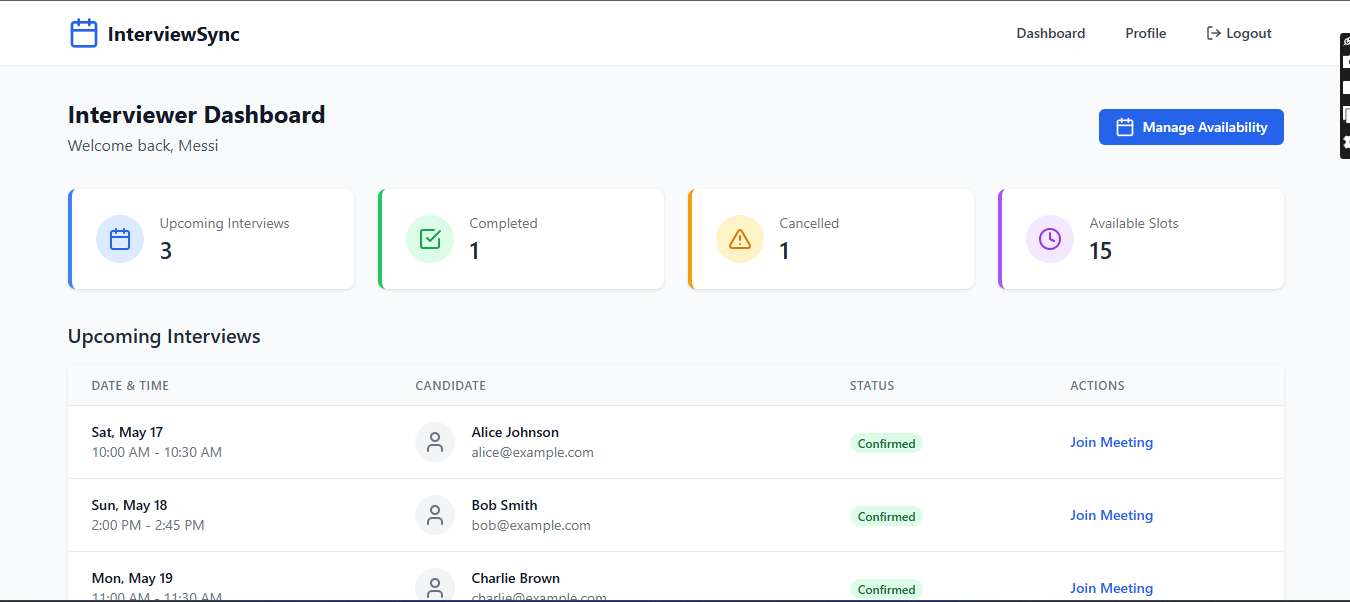 InterviewSync
Dashboard
Profile
Logout
Interviewer Dashboard
Welcome back, Messi
Manage Availability
Upcoming Interviews
3
Completed
1
Cancelled
1
Available Slots
15
Upcoming Interviews
DATE & TIME CANDIDATE STATUS ACTIONS
Sat, May 17
10:00 AM - 10:30 AM
Alice Johnson
alice@example.com
Confirmed
Join Meeting
Sun, May 18
2:00 PM - 2:45 PM
Bob Smith
bob@example.com
Confirmed
Join Meeting
Mon, May 19
11:00 AM - 11:30 AM
Charlie Brown
charlie@example.com
Confirmed
Join Meeting